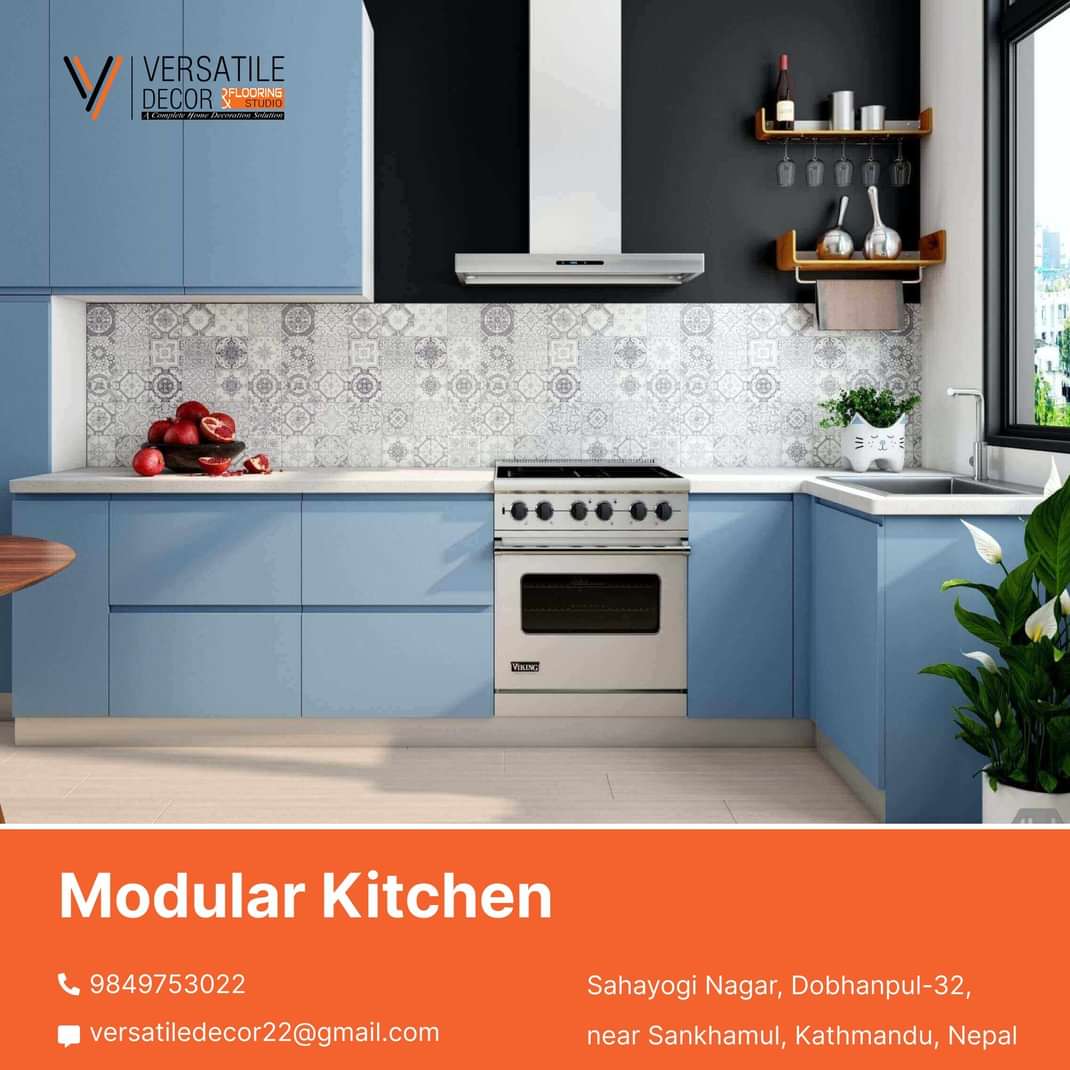 VERSATILE
DECOR & FLOORING
STUDIO
A Complete Home Decoration Solution
VIKING
Modular Kitchen
9849753022
versatiledecor22@gmail.com
Sahayogi Nagar, Dobhanpul-32,
near Sankhamul, Kathmandu, Nepal